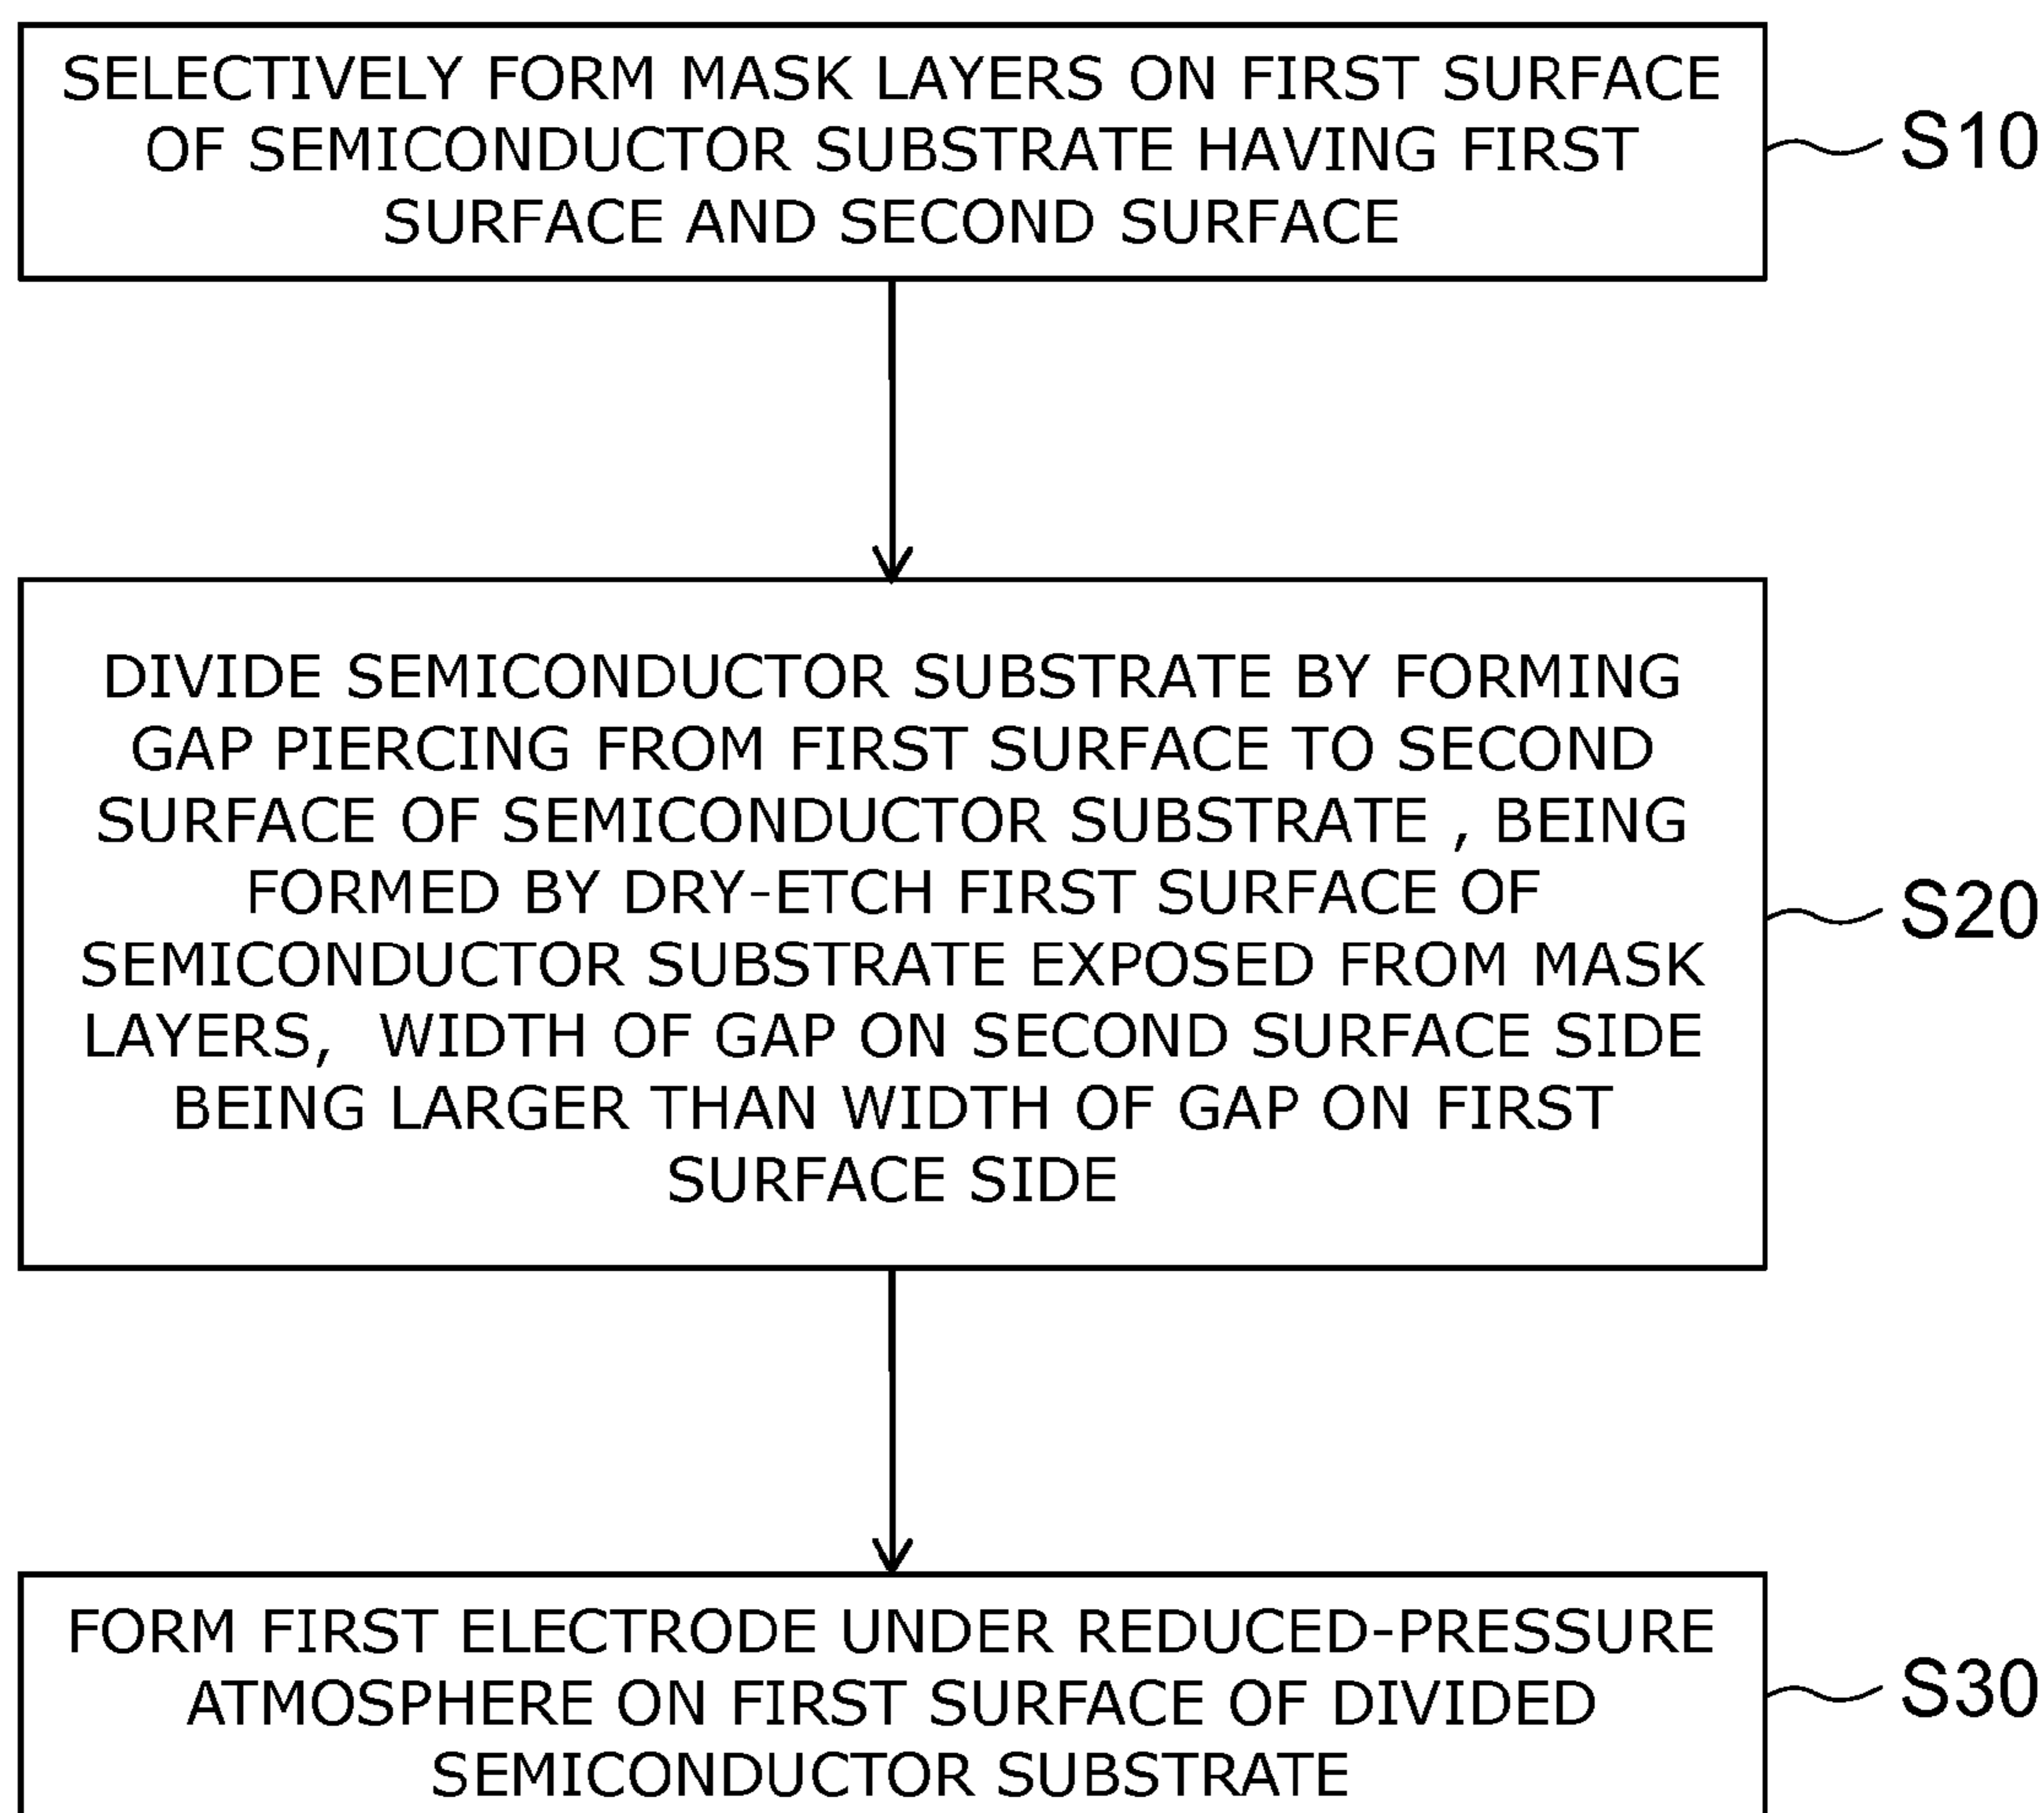 SELECTIVELY FORM MASK LAYERS ON FIRST SURFACE
OF SEMICONDUCTOR SUBSTRATE HAVING FIRST
SURFACE AND SECOND SURFACE
S10
DIVIDE SEMICONDUCTOR SUBSTRATE BY FORMING
GAP PIERCING FROM FIRST SURFACE TO SECOND
SURFACE OF SEMICONDUCTOR SUBSTRATE , BEING
FORMED BY DRY-ETCH FIRST SURFACE OF
SEMICONDUCTOR SUBSTRATE EXPOSED FROM MASK
LAYERS, WIDTH OF GAP ON SECOND SURFACE SIDE
BEING LARGER THAN WIDTH OF GAP ON FIRST
SURFACE SIDE
S20
FORM FIRST ELECTRODE UNDER REDUCED-PRESSURE
ATMOSPHERE ON FIRST SURFACE OF DIVIDED
SEMICONDUCTOR SUBSTRATE
S30